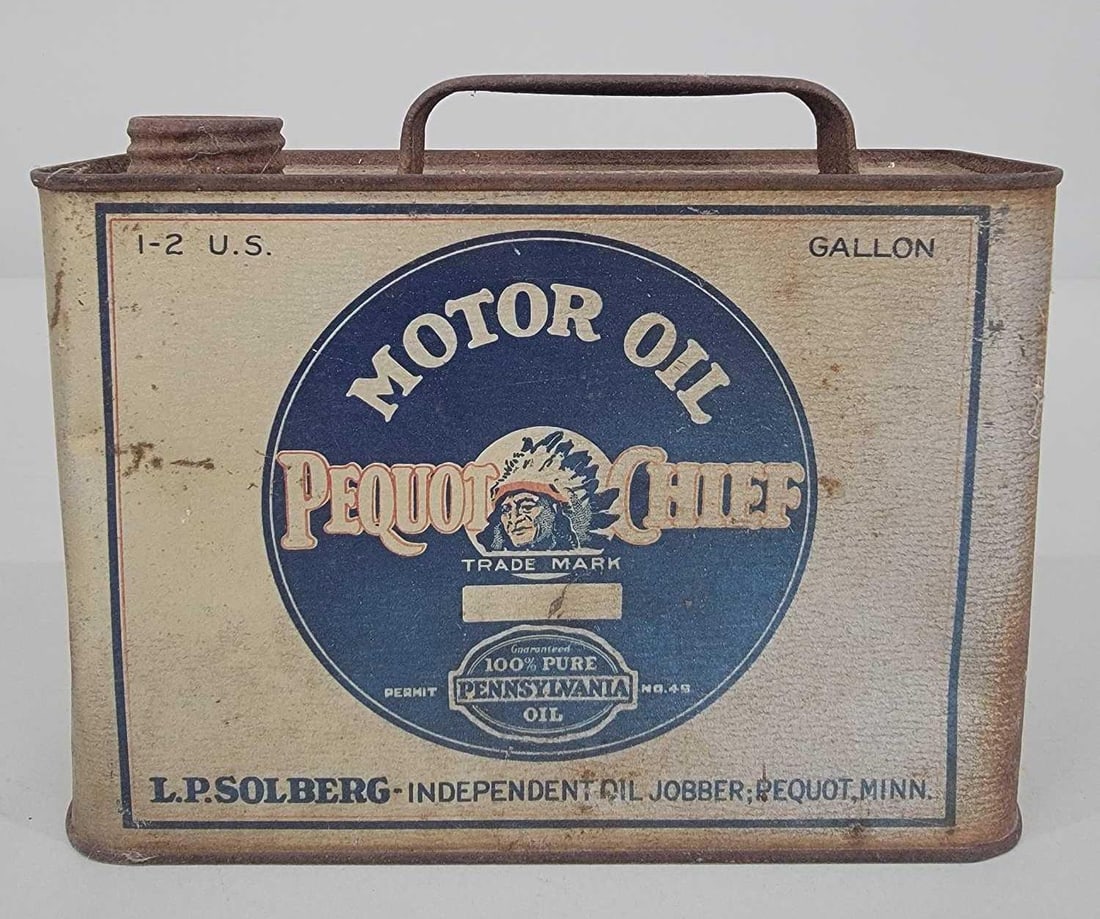 1-2 U.S. GALLON
MOTOR OIL
PEQUOT CHIEF
TRADE MARK
Guaranteed
100% PURE
PERMIT PENNSYLVANIA NO.49
OIL
L.P.SOLBERG-INDEPENDENT OIL JOBBER;PEQUOT,MINN.